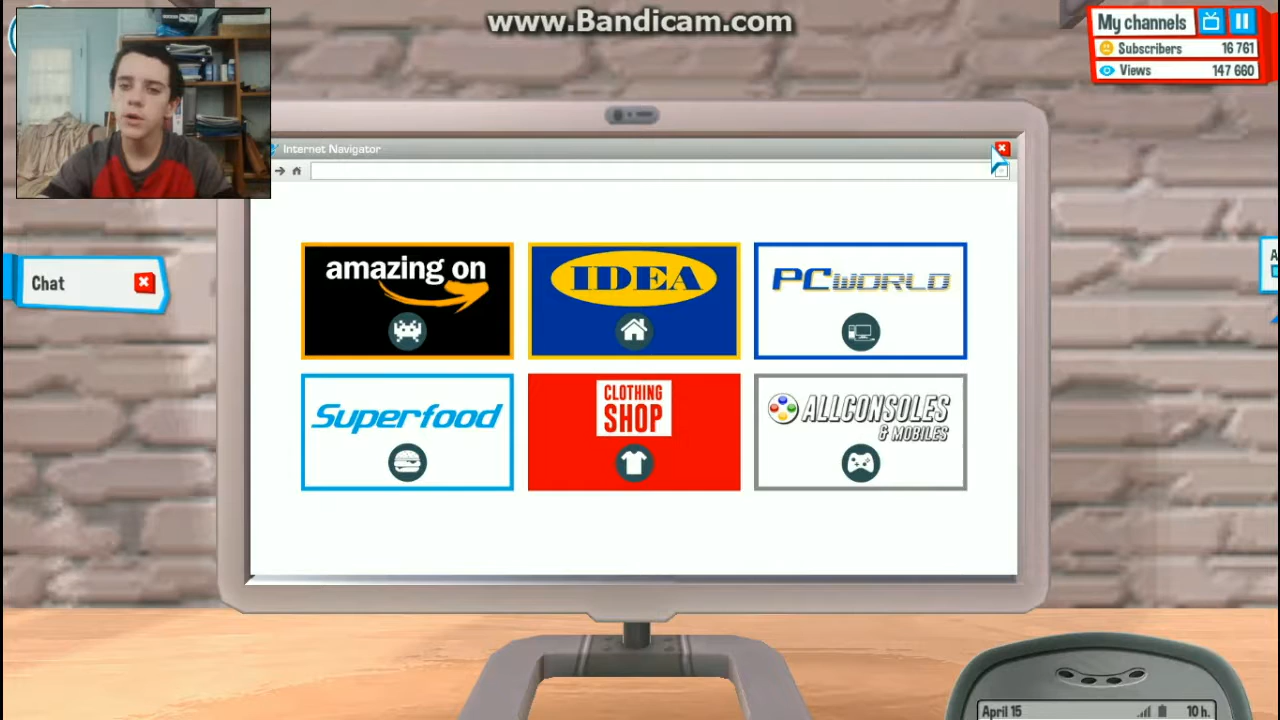 www.Bandicam.com
My channels
Subscribers 16 761
Views 147 660
Internet Navigator
Chat
amazing on
IDEA
PCWORLD
Superfood
CLOTHING
SHOP
ALLCONSOLES
& MOBILES
April 15 10 h.